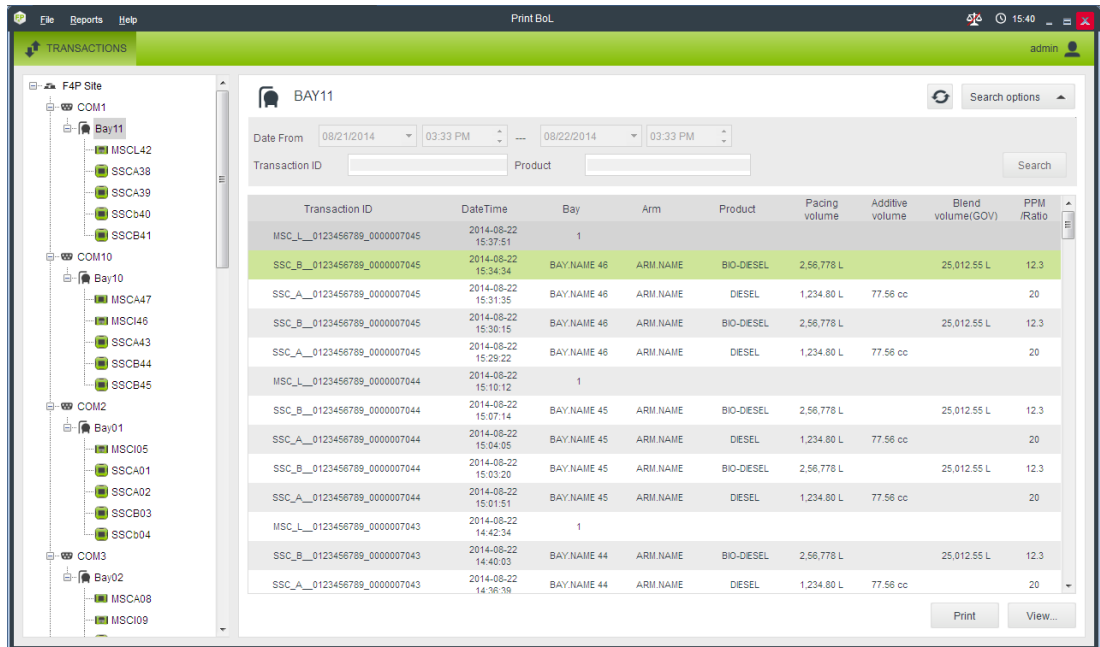 FP File Reports Help Print BoL 15:40
TRANSACTIONS admin
F4P Site
COM1
Bay11
MSCL42
SSCA38
SSCA39
SSCb40
SSCB41
COM10
Bay10
MSCA47
MSCI46
SSCA43
SSCB44
SSCB45
COM2
Bay01
MSCI05
SSCA01
SSCA02
SSCB03
SSCb04
COM3
Bay02
MSCA08
MSCI09
BAY11 Search options
Date From 08/21/2014 03:33 PM --- 08/22/2014 03:33 PM
Transaction ID Product Search
Transaction ID DateTime Bay Arm Product Pacing volume Additive volume Blend volume(GOV) PPM /Ratio
MSC_L__0123456789_0000007045 2014-08-22 15:37:51 1
SSC_B__0123456789_0000007045 2014-08-22 15:34:34 BAY.NAME 46 ARM.NAME BIO-DIESEL 2,56,778 L 25,012.55 L 12.3
SSC_A__0123456789_0000007045 2014-08-22 15:31:35 BAY.NAME 46 ARM.NAME DIESEL 1,234.80 L 77.56 cc 20
SSC_B__0123456789_0000007045 2014-08-22 15:30:15 BAY.NAME 46 ARM.NAME BIO-DIESEL 2,56,778 L 25,012.55 L 12.3
SSC_A__0123456789_0000007045 2014-08-22 15:29:22 BAY.NAME 46 ARM.NAME DIESEL 1,234.80 L 77.56 cc 20
MSC_L__0123456789_0000007044 2014-08-22 15:10:12 1
SSC_B__0123456789_0000007044 2014-08-22 15:07:14 BAY.NAME 45 ARM.NAME BIO-DIESEL 2,56,778 L 25,012.55 L 12.3
SSC_A__0123456789_0000007044 2014-08-22 15:04:05 BAY.NAME 45 ARM.NAME DIESEL 1,234.80 L 77.56 cc 20
SSC_B__0123456789_0000007044 2014-08-22 15:03:20 BAY.NAME 45 ARM.NAME BIO-DIESEL 2,56,778 L 25,012.55 L 12.3
SSC_A__0123456789_0000007044 2014-08-22 15:01:51 BAY.NAME 45 ARM.NAME DIESEL 1,234.80 L 77.56 cc 20
MSC_L__0123456789_0000007043 2014-08-22 14:42:34 1
SSC_B__0123456789_0000007043 2014-08-22 14:40:03 BAY.NAME 44 ARM.NAME BIO-DIESEL 2,56,778 L 25,012.55 L 12.3
SSC_A__0123456789_0000007043 2014-08-22 14:36:39 BAY.NAME 44 ARM.NAME DIESEL 1,234.80 L 77.56 cc 20
Print View...